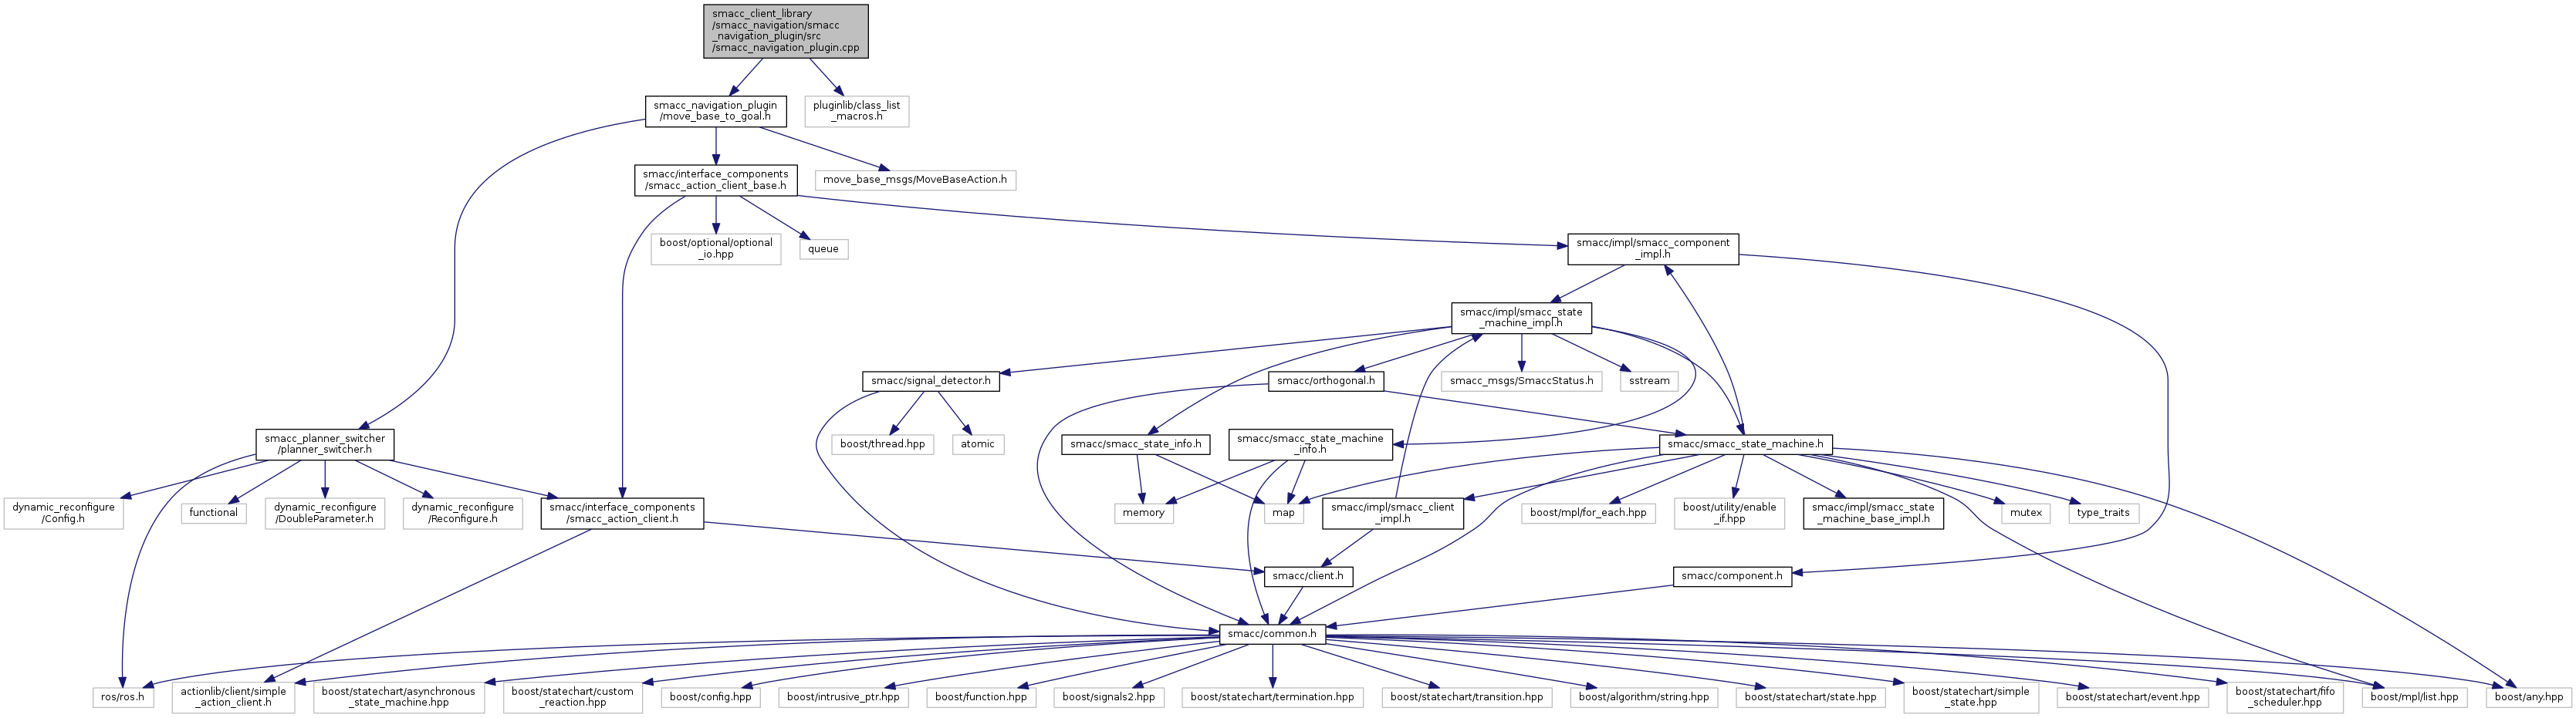 smacc_client_library
/smacc_navigation/smacc
_navigation_plugin/src
/smacc_navigation_plugin.cpp
smacc_navigation_plugin
/move_base_to_goal.h
pluginlib/class_list
_macros.h
smacc/interface_components
/smacc_action_client_base.h
move_base_msgs/MoveBaseAction.h
boost/optional/optional
_io.hpp
queue
smacc/impl/smacc_component
_impl.h
smacc/impl/smacc_state
_machine_impl.h
smacc/signal_detector.h
smacc/orthogonal.h
smacc_msgs/SmaccStatus.h
sstream
smacc_planner_switcher
/planner_switcher.h
boost/thread.hpp
atomic
smacc/smacc_state_info.h
smacc/smacc_state_machine
_info.h
smacc/smacc_state_machine.h
dynamic_reconfigure
/Config.h
functional
dynamic_reconfigure
/DoubleParameter.h
dynamic_reconfigure
/Reconfigure.h
smacc/interface_components
/smacc_action_client.h
memory
map
smacc/impl/smacc_client
_impl.h
boost/mpl/for_each.hpp
boost/utility/enable
_if.hpp
smacc/impl/smacc_state
_machine_base_impl.h
mutex
type_traits
smacc/client.h
smacc/component.h
smacc/common.h
ros/ros.h
actionlib/client/simple
_action_client.h
boost/statechart/asynchronous
_state_machine.hpp
boost/statechart/custom
_reaction.hpp
boost/config.hpp
boost/intrusive_ptr.hpp
boost/function.hpp
boost/signals2.hpp
boost/statechart/termination.hpp
boost/statechart/transition.hpp
boost/algorithm/string.hpp
boost/statechart/state.hpp
boost/statechart/simple
_state.hpp
boost/statechart/event.hpp
boost/statechart/fifo
_scheduler.hpp
boost/mpl/list.hpp
boost/any.hpp